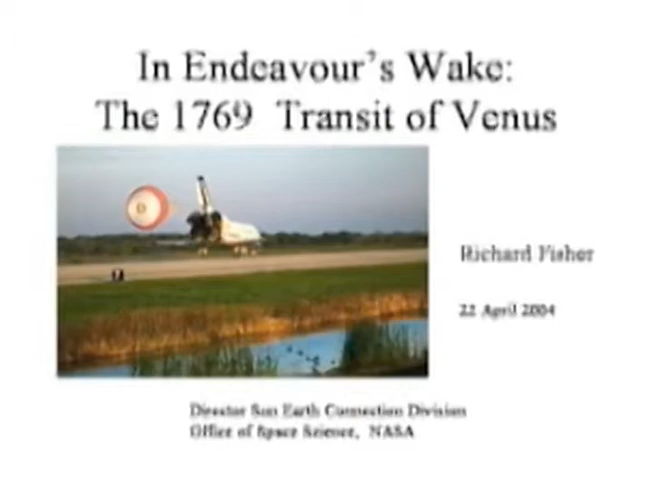 In Endeavour's Wake:
The 1769 Transit of Venus
Richard Fisher
22 April 2004
Director Sun Earth Connection Division
Office of Space Science, NASA